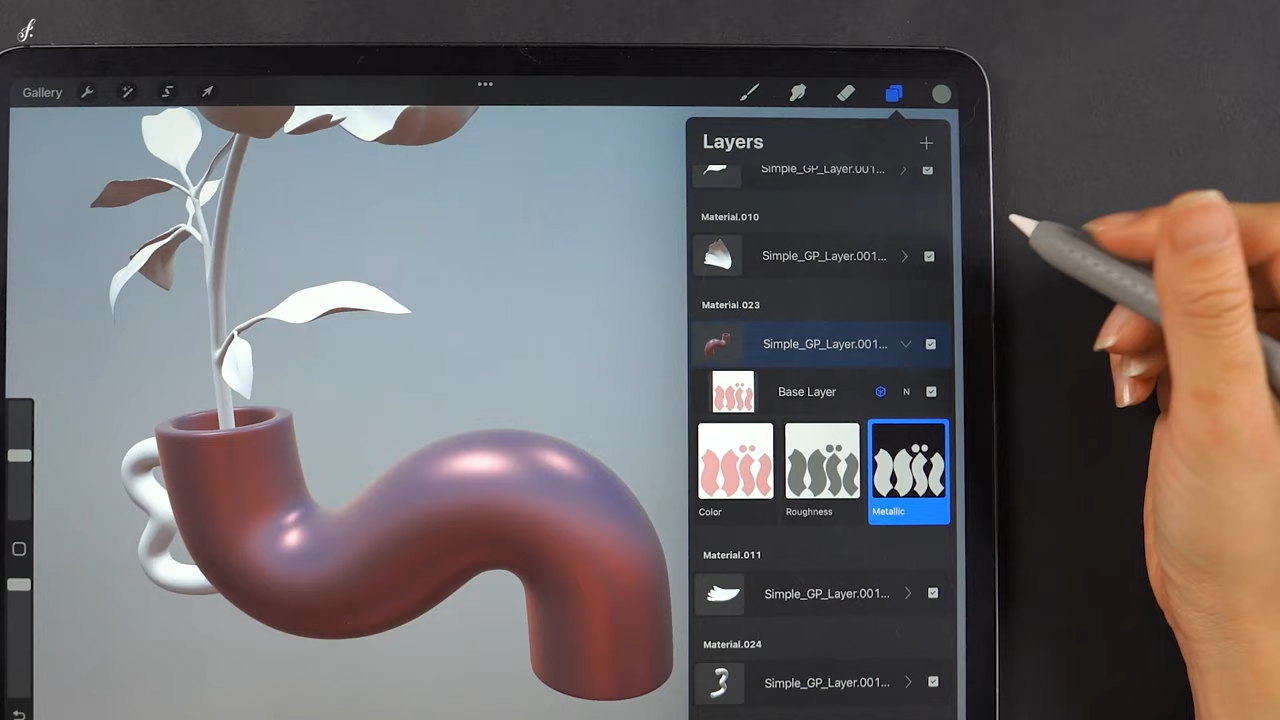 f.
Gallery
Layers
Simple_GP_Layer.001...
Material.010
Simple_GP_Layer.001...
Material.023
Simple_GP_Layer.001...
Base Layer N
Color Roughness Metallic
Material.011
Simple_GP_Layer.001...
Material.024
Simple_GP_Layer.001...